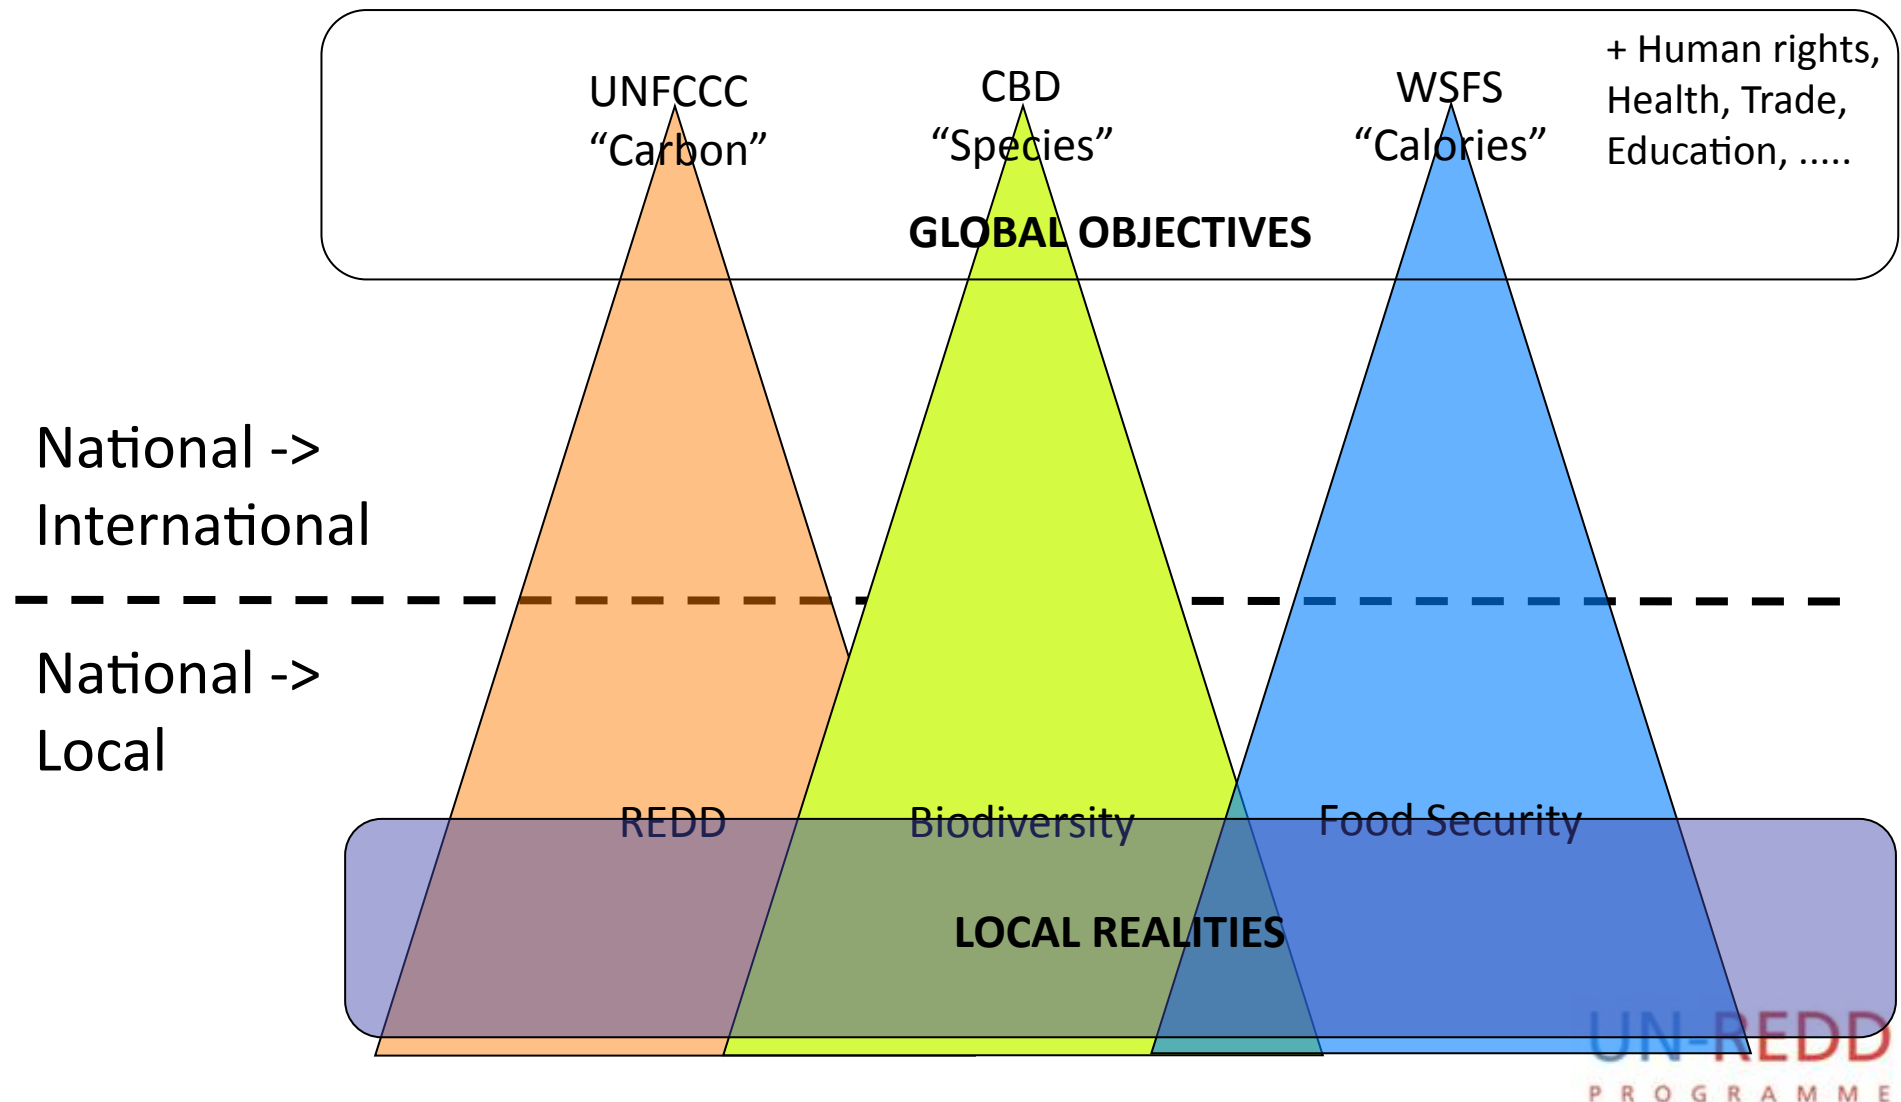 UNFCCC
“Carbon”
CBD
“Species”
WSFS
“Calories”
+ Human rights,
Health, Trade,
Education, .....
GLOBAL OBJECTIVES
National ->
International
National ->
Local
REDD
Biodiversity
Food Security
LOCAL REALITIES
UN-REDD
PROGRAMME